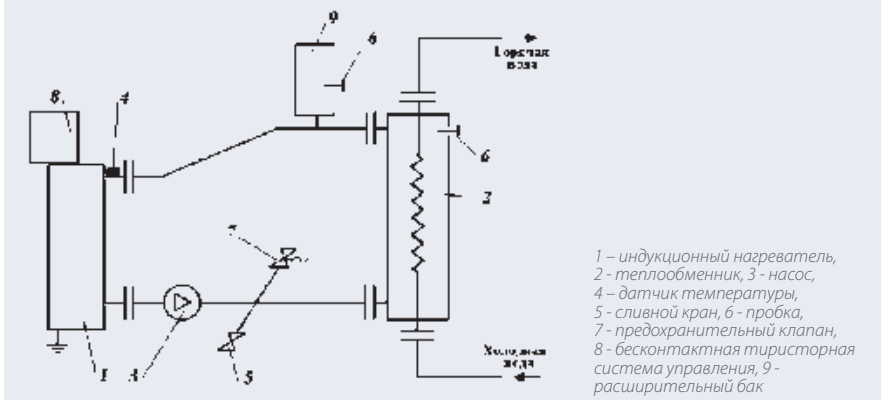 9
6
Горячая
вода
8
4
6
2
7
1
3
5
Холодная
вода
1 – индукционный нагреватель,
2 - теплообменник, 3 - насос,
4 – датчик температуры,
5 - сливной кран, 6 - пробка,
7 - предохранительный клапан,
8 - бесконтактная тиристорная
система управления, 9 -
расширительный бак